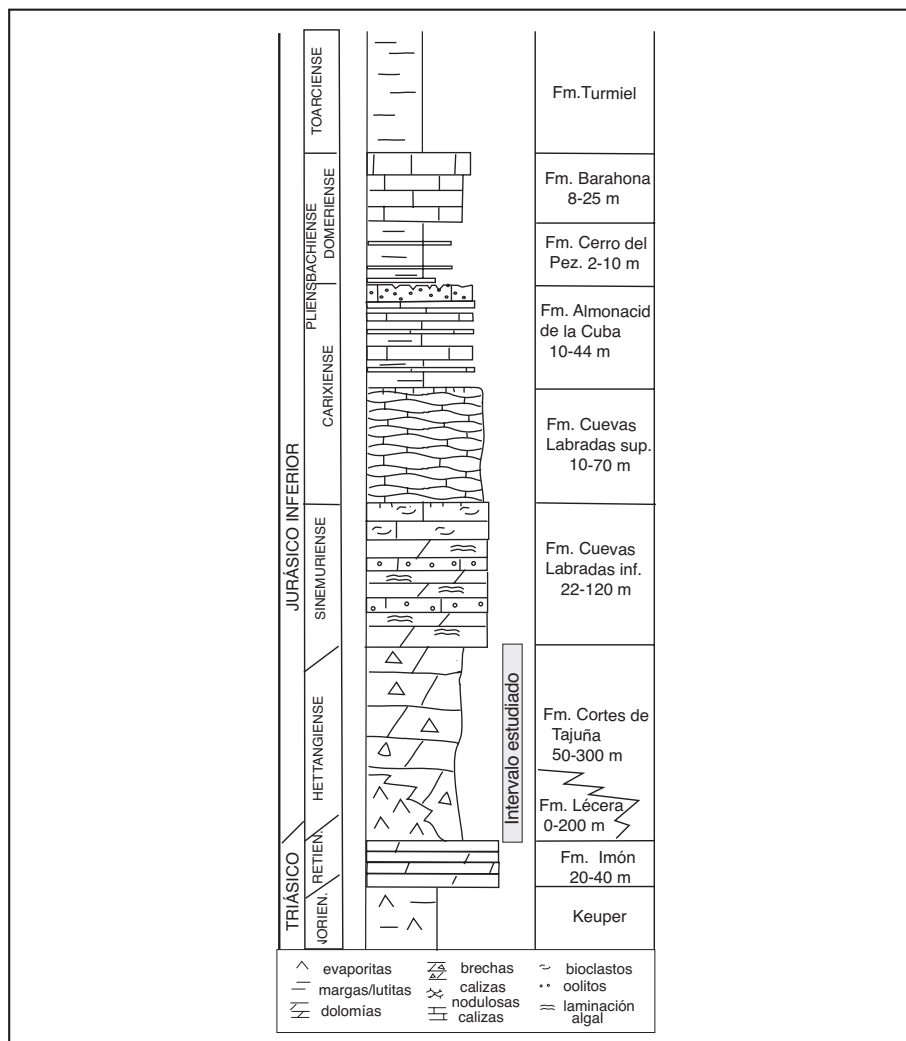 TOARCIENSE
Fm.Turmiel
PLIENSBACHIENSE
DOMERIENSE
Fm. Barahona
8-25 m
Fm. Cerro del
Pez. 2-10 m
CARIXIENSE
Fm. Almonacid
de la Cuba
10-44 m
Fm. Cuevas
Labradas sup.
10-70 m
JURÁSICO INFERIOR
SINEMURIENSE
Fm. Cuevas
Labradas inf.
22-120 m
HETTANGIENSE
Intervalo estudiado
Fm. Cortes de
Tajuña
50-300 m
Fm. Lécera
0-200 m
TRIÁSICO
RETIEN.
Fm. Imón
20-40 m
NORIEN.
Keuper
evaporitas
margas/lutitas
dolomías
brechas
calizas
nodulosas
calizas
bioclastos
oolitos
laminación
algal